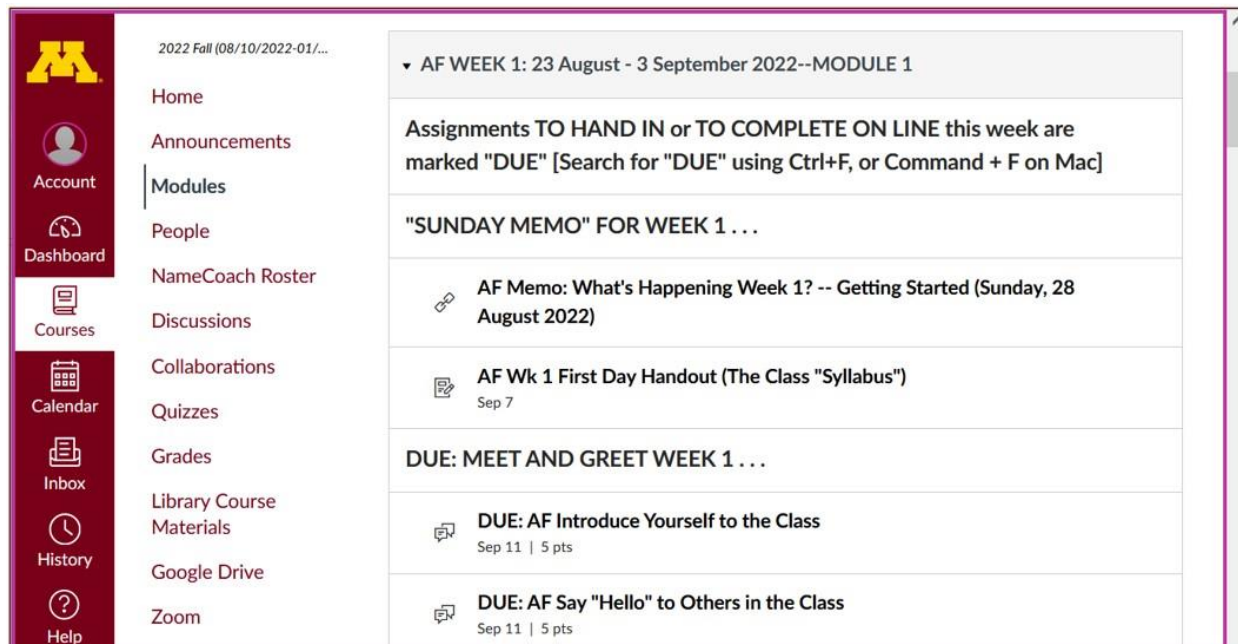 M
Account
Dashboard
Courses
Calendar
Inbox
History
Help
2022 Fall (08/10/2022-01/...
Home
Announcements
Modules
People
NameCoach Roster
Discussions
Collaborations
Quizzes
Grades
Library Course
Materials
Google Drive
Zoom
AF WEEK 1: 23 August - 3 September 2022--MODULE 1
Assignments TO HAND IN or TO COMPLETE ON LINE this week are
marked "DUE" [Search for "DUE" using Ctrl+F, or Command + F on Mac]
"SUNDAY MEMO" FOR WEEK 1 . . .
AF Memo: What's Happening Week 1? -- Getting Started (Sunday, 28
August 2022)
AF Wk 1 First Day Handout (The Class "Syllabus")
Sep 7
DUE: MEET AND GREET WEEK 1 . . .
DUE: AF Introduce Yourself to the Class
Sep 11 | 5 pts
DUE: AF Say "Hello" to Others in the Class
Sep 11 | 5 pts